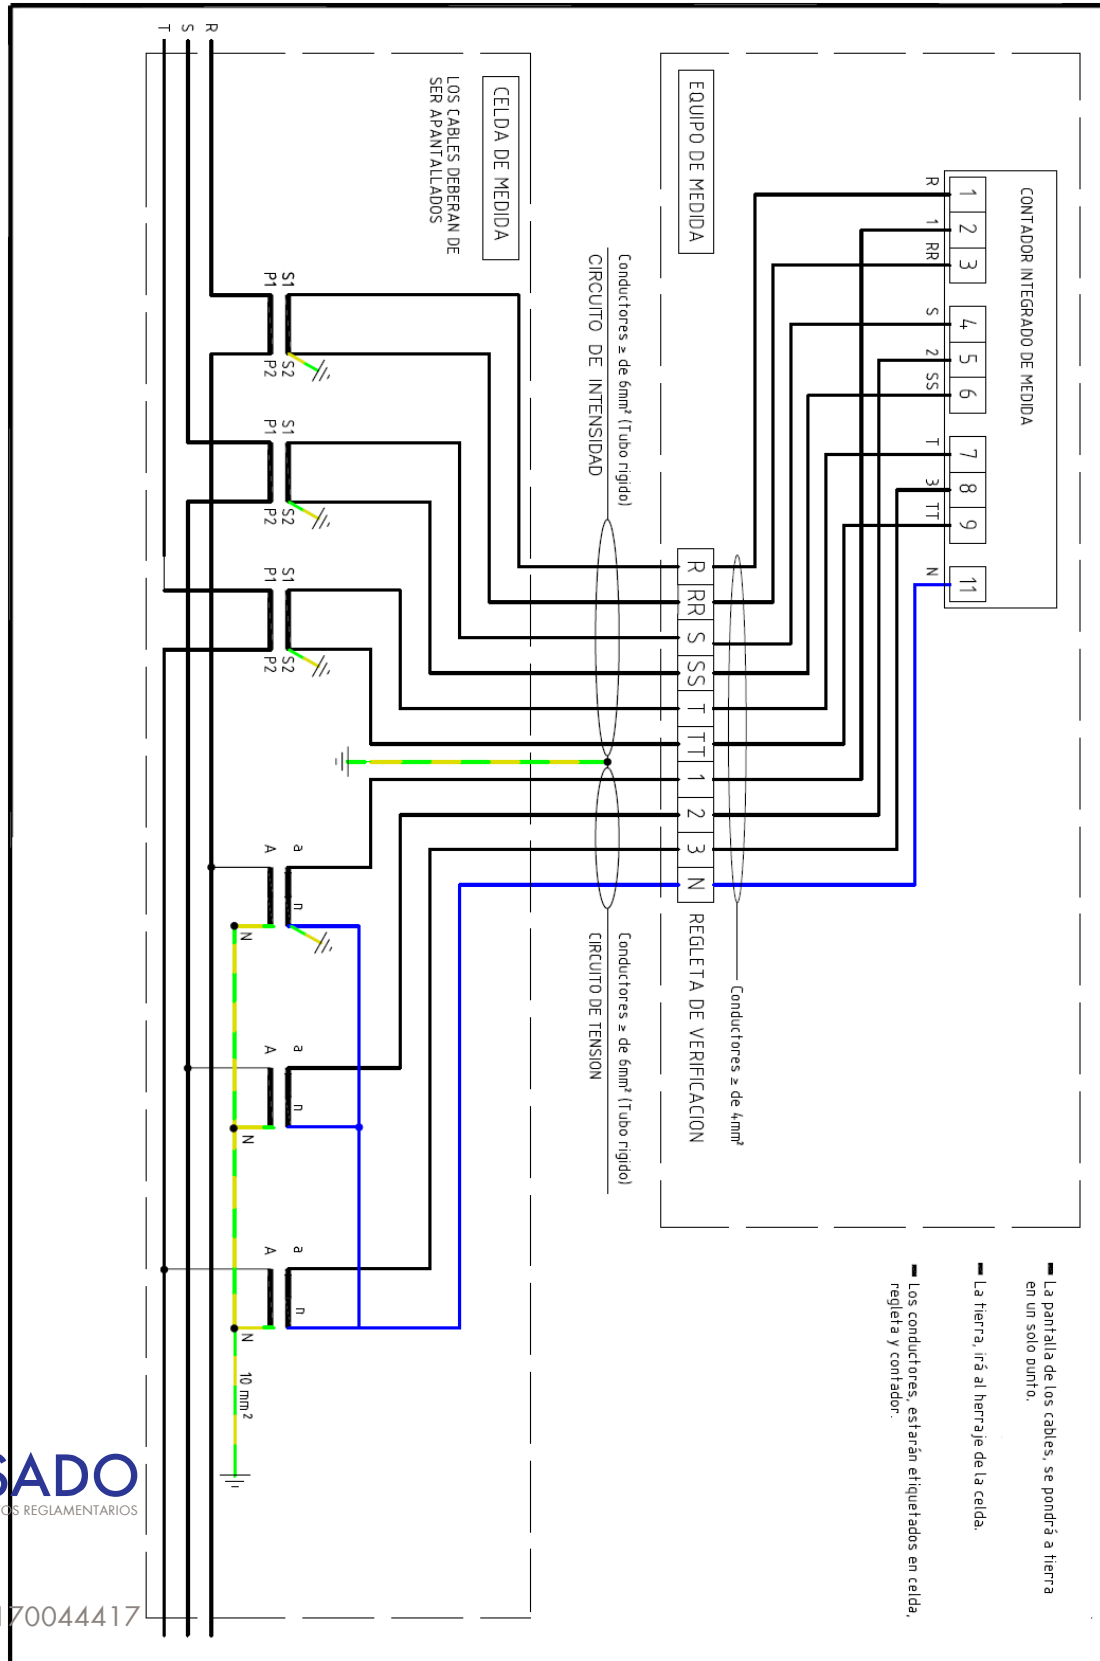 CONTADOR INTEGRADO DE MEDIDA
1 2 3 4 5 6 7 8 9 11
R 1 RR S 2 SS T 3 TT N
EQUIPO DE MEDIDA
R RR S SS T TT 1 2 3 N
REGLETA DE VERIFICACION
Conductores ≥ de 4mm²
Conductores ≥ de 6mm² (Tubo rigido)
CIRCUITO DE INTENSIDAD
Conductores ≥ de 6mm² (Tubo rigido)
CIRCUITO DE TENSION
CELDA DE MEDIDA
LOS CABLES DEBERAN DE
SER APANTALLADOS
S1 S2 S1 S2 S1 S2
P1 P2 P1 P2 P1 P2
a n a n a n
A N A N A N
10 mm²
R
S
T
La pantalla de los cables, se pondrá a tierra
en un solo punto.
La tierra, irá al herraje de la celda.
Los conductores, estarán etiquetados en celda,
regleta y contador.
SADO
OS REGLAMENTARIOS
70044417